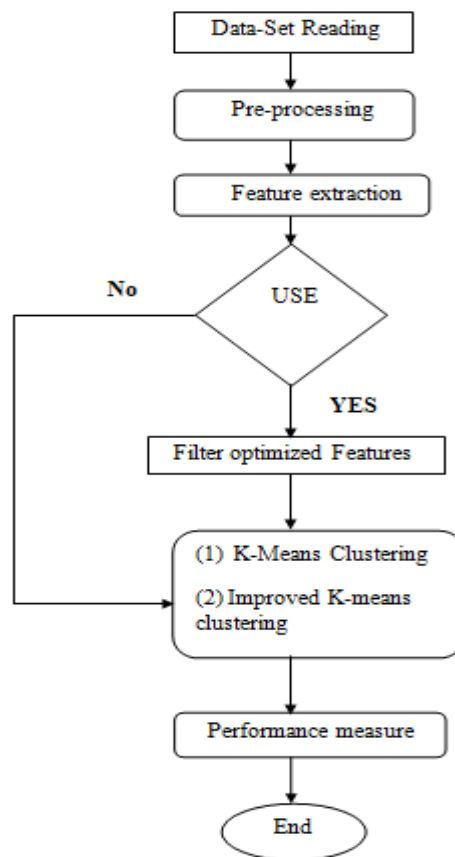 Data-Set Reading
Pre-processing
Feature extraction
No
USE
YES
Filter optimized Features
(1) K-Means Clustering
(2) Improved K-means
clustering
Performance measure
End